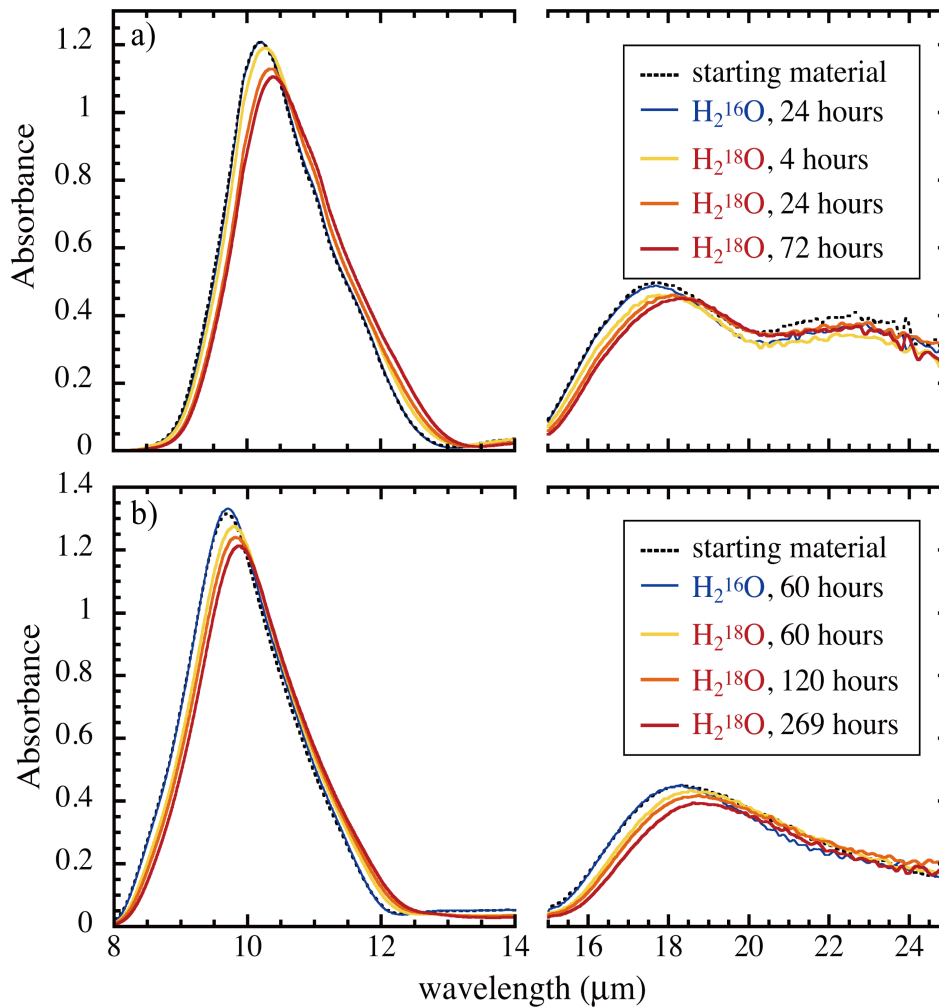 a)
Absorbance
1.2
1
0.8
0.6
0.4
0.2
0
starting material
H₂¹⁶O, 24 hours
H₂¹⁸O, 4 hours
H₂¹⁸O, 24 hours
H₂¹⁸O, 72 hours
b)
Absorbance
1.4
1.2
1
0.8
0.6
0.4
0.2
0
starting material
H₂¹⁶O, 60 hours
H₂¹⁸O, 60 hours
H₂¹⁸O, 120 hours
H₂¹⁸O, 269 hours
8 10 12 14 16 18 20 22 24
wavelength (μm)